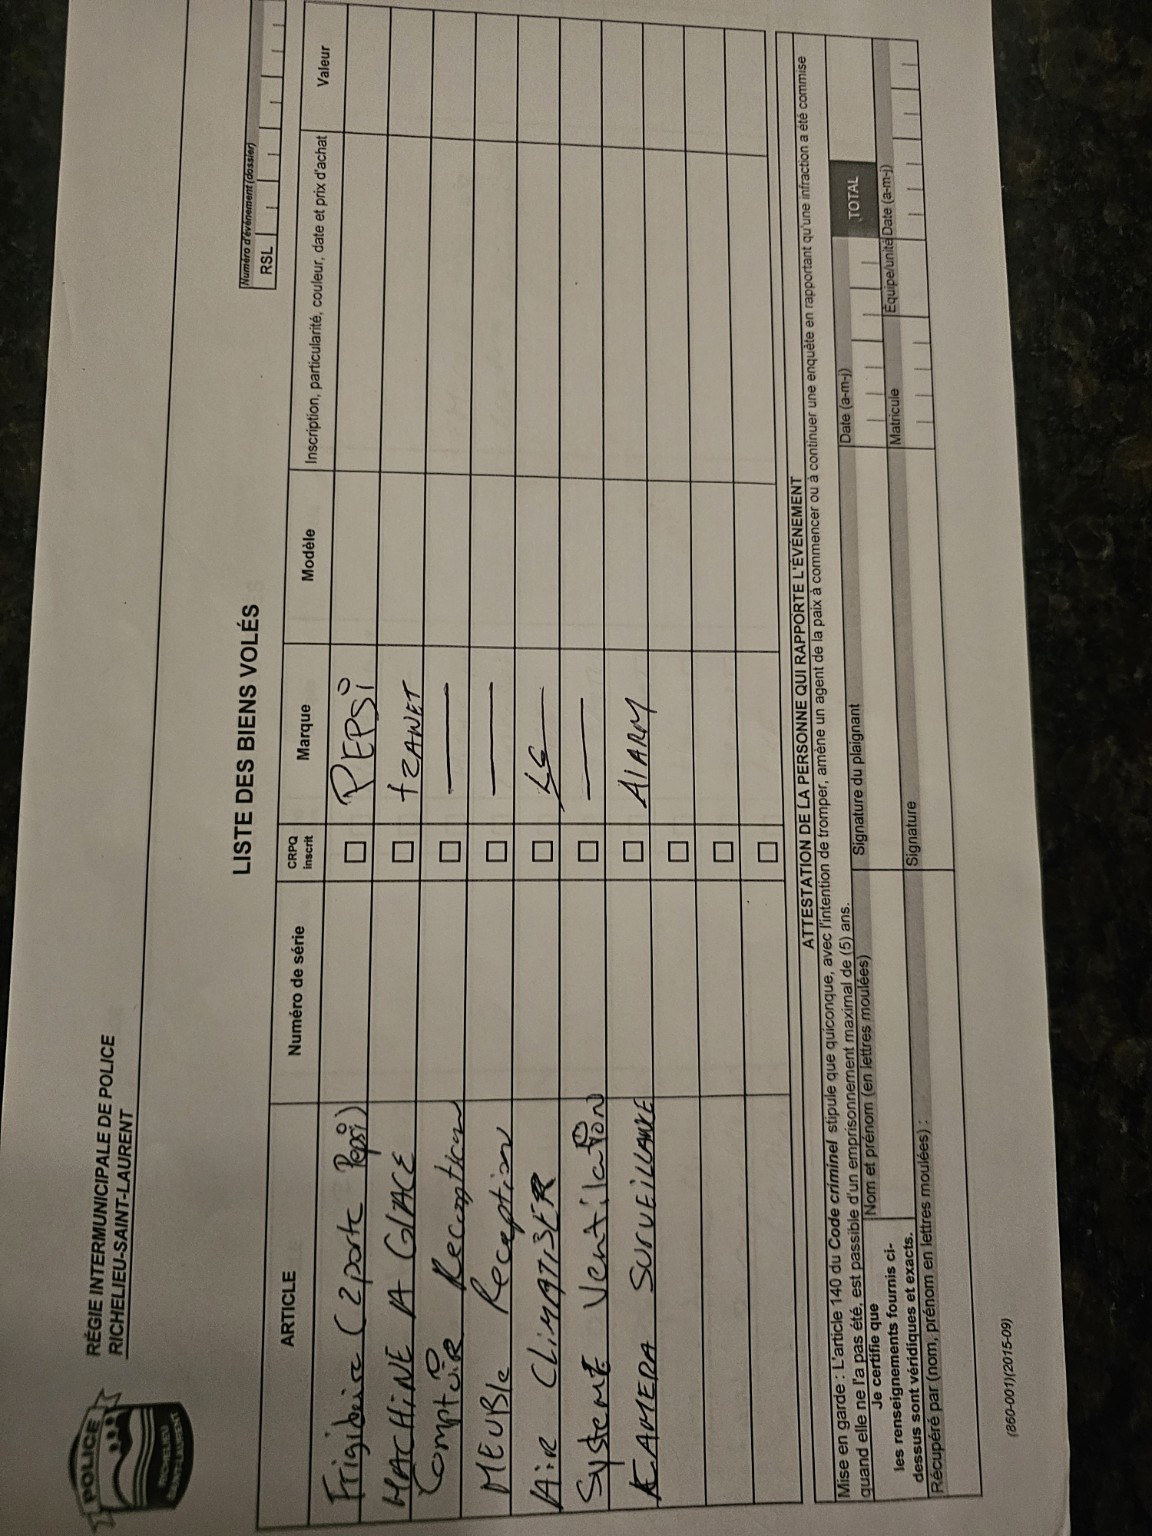 POLICE
RICHELIEU
SAINT-LAURENT
RÉGIE INTERMUNICIPALE DE POLICE
RICHELIEU-SAINT-LAURENT
Numéro d'événement (dossier)
RSL
LISTE DES BIENS VOLÉS
ARTICLE Numéro de série CRPQ inscrit Marque Modèle Inscription, particularité, couleur, date et prix d'achat Valeur
Frigibeire (2 porte Pepsi) PEPSi
MACHINE A GLACE IZANET
Comptoir Reception —
MEUBle Reception —
Air CLiMATiSER LG
Systeme Ventilation —
KAMERA SURVEILLANCE AlARM
ATTESTATION DE LA PERSONNE QUI RAPPORTE L'ÉVÉNEMENT
Mise en garde : L'article 140 du Code criminel stipule que quiconque, avec l'intention de tromper, amène un agent de la paix à commencer ou à continuer une enquête en rapportant qu'une infraction a été commise
quand elle ne l'a pas été, est passible d'un emprisonnement maximal de (5) ans.
TOTAL
Je certifie que
les renseignements fournis ci-
dessus sont véridiques et exacts.
Nom et prénom (en lettres moulées) Signature du plaignant Date (a-m-j)
Récupéré par (nom, prénom en lettres moulées) : Signature Matricule Équipe/unité Date (a-m-j)
(860-001)(2015-09)